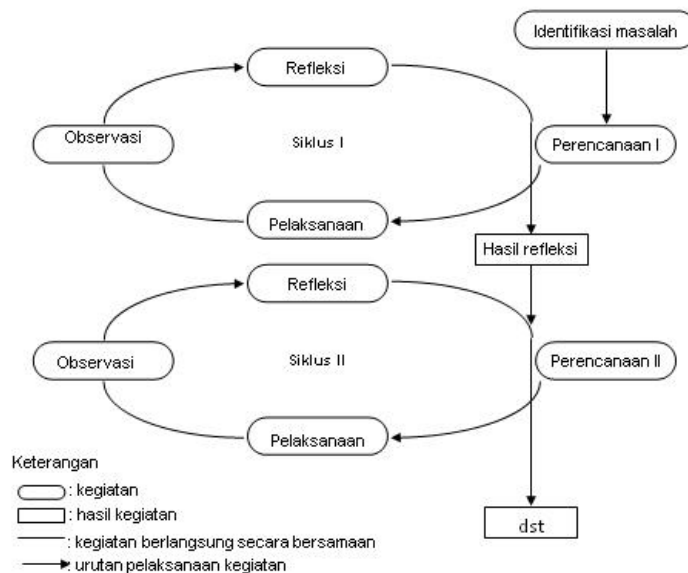 Identifikasi masalah
Refleksi
Observasi
Siklus I
Perencanaan I
Pelaksanaan
Hasil refleksi
Refleksi
Observasi
Siklus II
Perencanaan II
Pelaksanaan
Keterangan
: kegiatan
: hasil kegiatan
: kegiatan berlangsung secara bersamaan
: urutan pelaksanaan kegiatan
dst